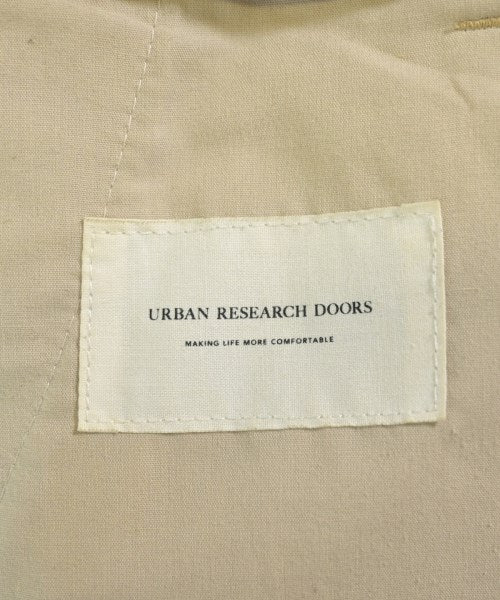 URBAN RESEARCH DOORS
MAKING LIFE MORE COMFORTABLE